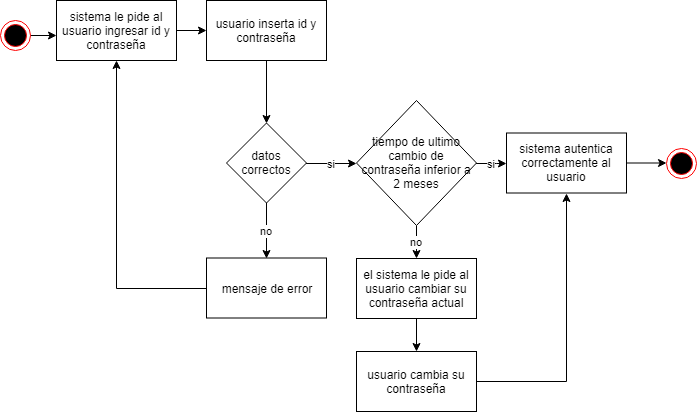 sistema le pide al
usuario ingresar id y
contraseña
usuario inserta id y
contraseña
datos
correctos
si
tiempo de ultimo
cambio de
contraseña inferior a
2 meses
si
sistema autentica
correctamente al
usuario
no
no
mensaje de error
el sistema le pide al
usuario cambiar su
contraseña actual
usuario cambia su
contraseña